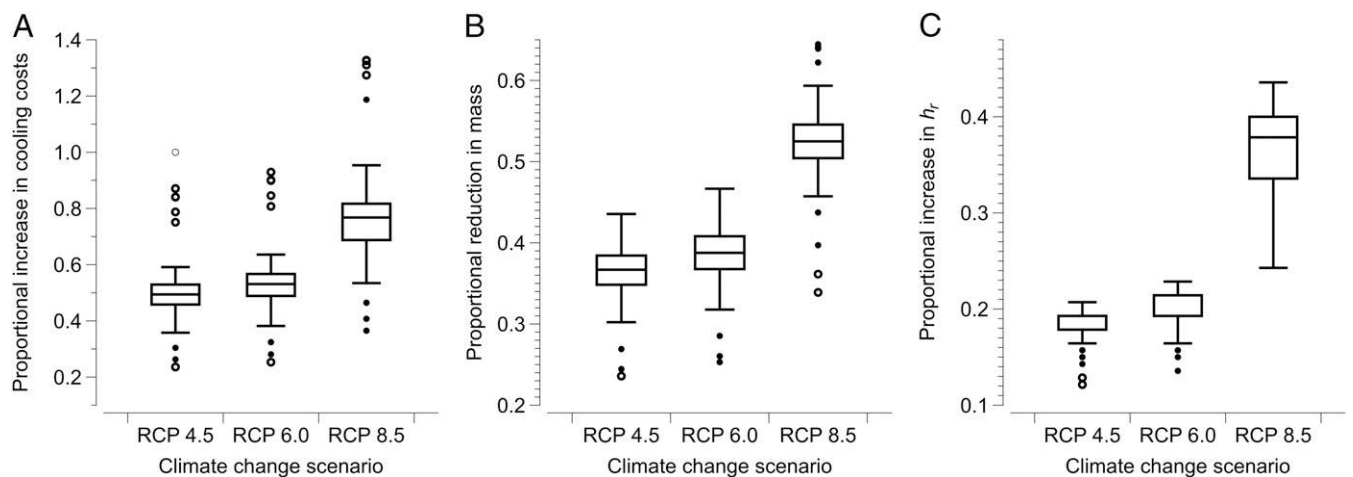 A
Proportional increase in cooling costs
1.4
1.2
1.0
0.8
0.6
0.4
0.2
RCP 4.5 RCP 6.0 RCP 8.5
Climate change scenario
B
Proportional reduction in mass
0.6
0.5
0.4
0.3
0.2
RCP 4.5 RCP 6.0 RCP 8.5
Climate change scenario
C
Proportional increase in hr
0.4
0.3
0.2
0.1
RCP 4.5 RCP 6.0 RCP 8.5
Climate change scenario